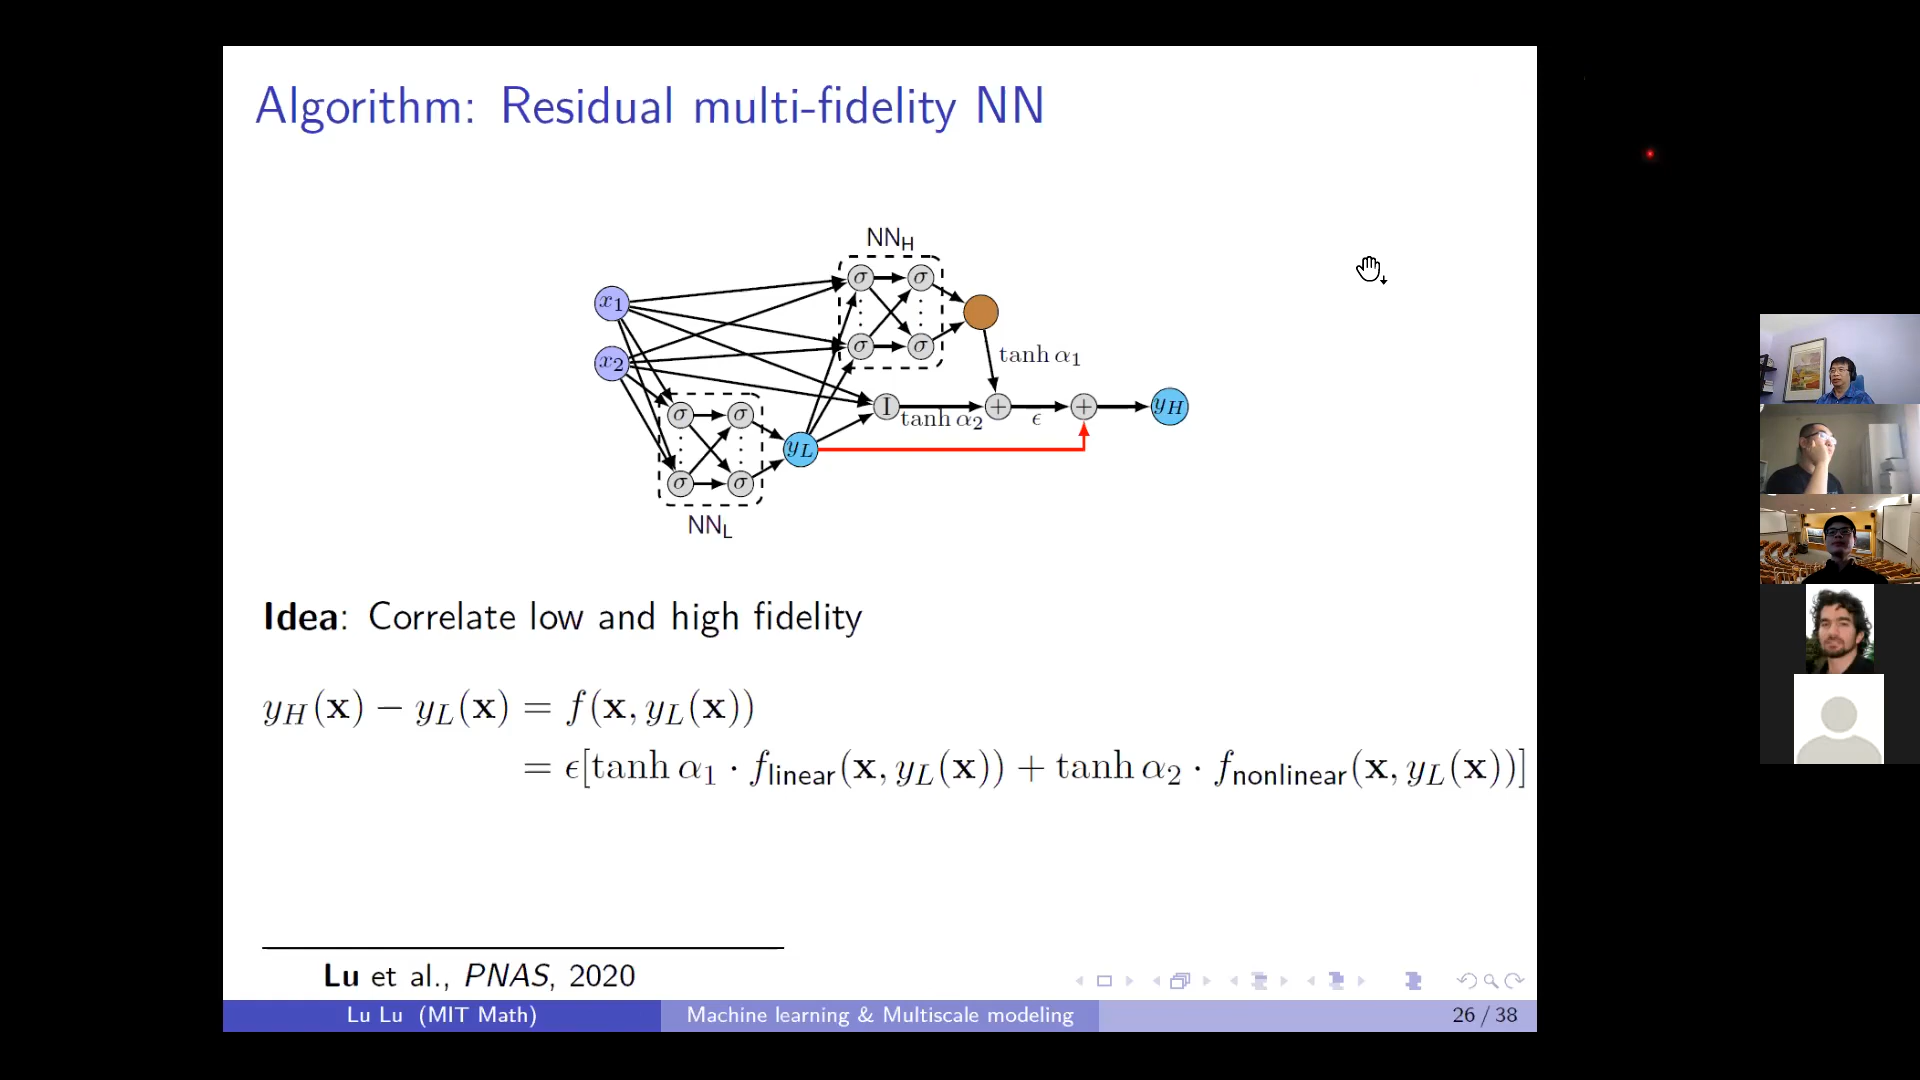 Algorithm: Residual multi-fidelity NN
NN_H
x_1
σ σ
tanh α_1
x_2
σ σ
I
tanh α_2
+
ϵ
+
y_H
σ σ
y_L
σ σ
NN_L
Idea: Correlate low and high fidelity
y_H(x) − y_L(x) = f(x, y_L(x))
= ϵ[tanh α_1 · f_linear(x, y_L(x)) + tanh α_2 · f_nonlinear(x, y_L(x))]
Lu et al., PNAS, 2020
Lu Lu (MIT Math)
Machine learning & Multiscale modeling
26 / 38